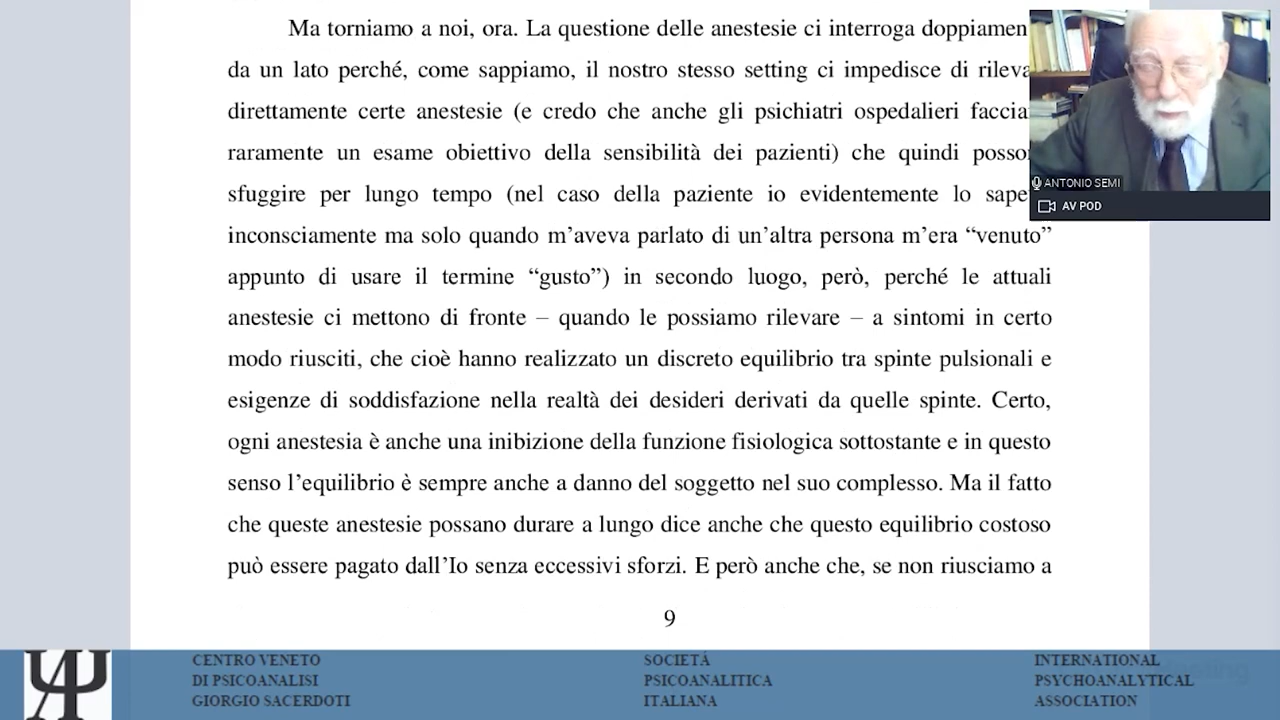 Ma torniamo a noi, ora. La questione delle anestesie ci interroga doppiamen
da un lato perché, come sappiamo, il nostro stesso setting ci impedisce di rileva
direttamente certe anestesie (e credo che anche gli psichiatri ospedalieri faccia
raramente un esame obiettivo della sensibilità dei pazienti) che quindi posso
sfuggire per lungo tempo (nel caso della paziente io evidentemente lo sape
inconsciamente ma solo quando m’aveva parlato di un’altra persona m’era “venuto”
appunto di usare il termine “gusto”) in secondo luogo, però, perché le attuali
anestesie ci mettono di fronte – quando le possiamo rilevare – a sintomi in certo
modo riusciti, che cioè hanno realizzato un discreto equilibrio tra spinte pulsionali e
esigenze di soddisfazione nella realtà dei desideri derivati da quelle spinte. Certo,
ogni anestesia è anche una inibizione della funzione fisiologica sottostante e in questo
senso l’equilibrio è sempre anche a danno del soggetto nel suo complesso. Ma il fatto
che queste anestesie possano durare a lungo dice anche che questo equilibrio costoso
può essere pagato dall’Io senza eccessivi sforzi. E però anche che, se non riusciamo a
9
ANTONIO SEMI
AV POD
CENTRO VENETO
DI PSICOANALISI
GIORGIO SACERDOTI
SOCIETÁ
PSICOANALITICA
ITALIANA
INTERNATIONAL
PSYCHOANALYTICAL
ASSOCIATION